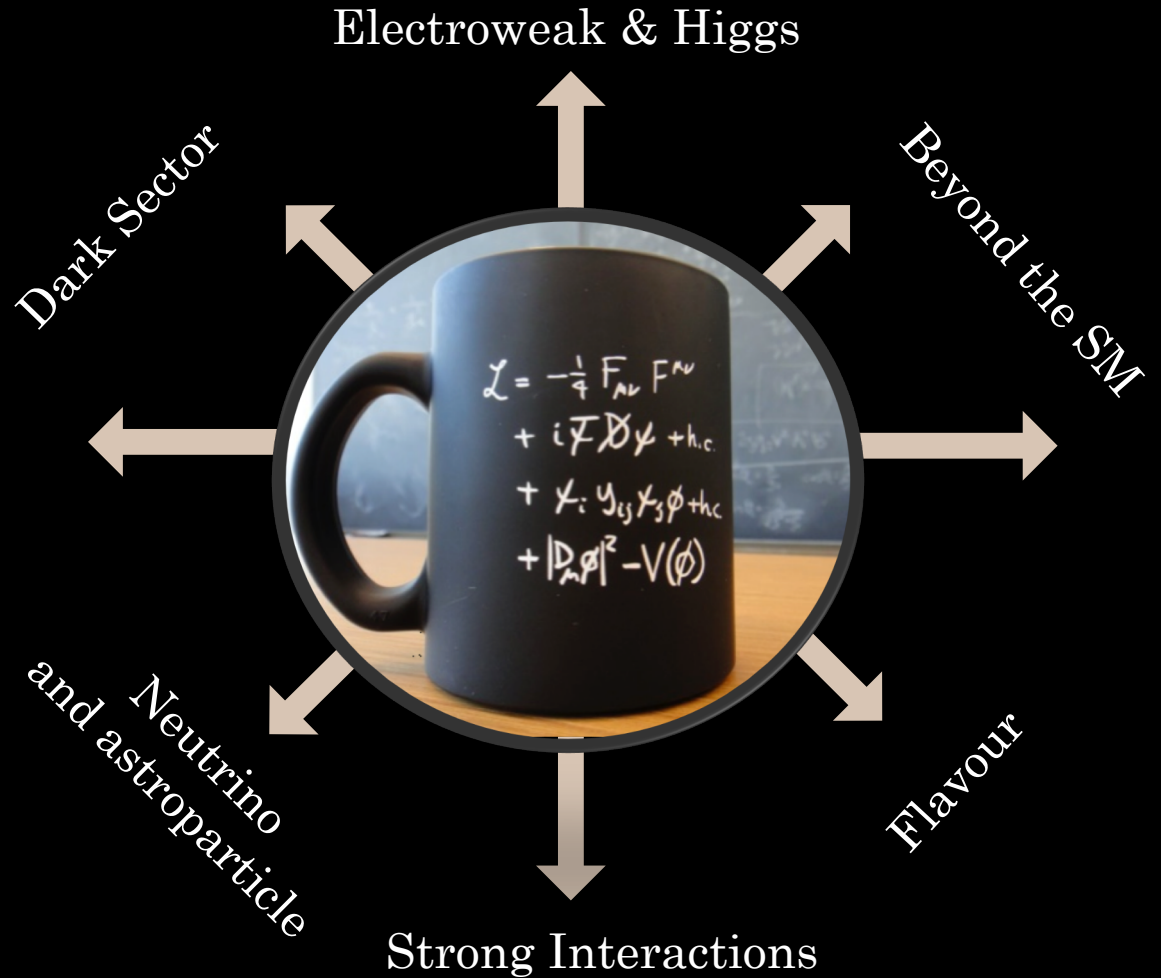 Electroweak & Higgs
Dark Sector
Beyond the SM
ℒ = -1/4 F_μν F^μν
+ iψ̄D̸ψ + h.c.
+ ψ_i y_ij ψ_j φ + h.c.
+ |D_μ φ|² - V(φ)
Neutrino
and astroparticle
Flavour
Strong Interactions